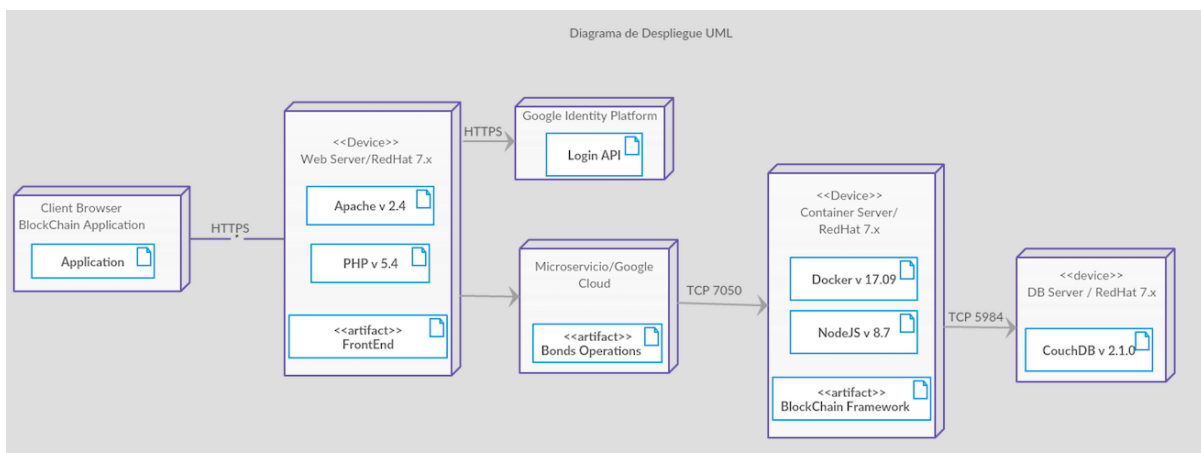 Diagrama de Despliegue UML
Client Browser
BlockChain Application
Application
HTTPS
<<Device>>
Web Server/RedHat 7.x
Apache v 2.4
PHP v 5.4
<<artifact>>
FrontEnd
HTTPS
Google Identity Platform
Login API
Microservicio/Google
Cloud
<<artifact>>
Bonds Operations
TCP 7050
<<Device>>
Container Server/
RedHat 7.x
Docker v 17.09
NodeJS v 8.7
<<artifact>>
BlockChain Framework
TCP 5984
<<device>>
DB Server / RedHat 7.x
CouchDB v 2.1.0